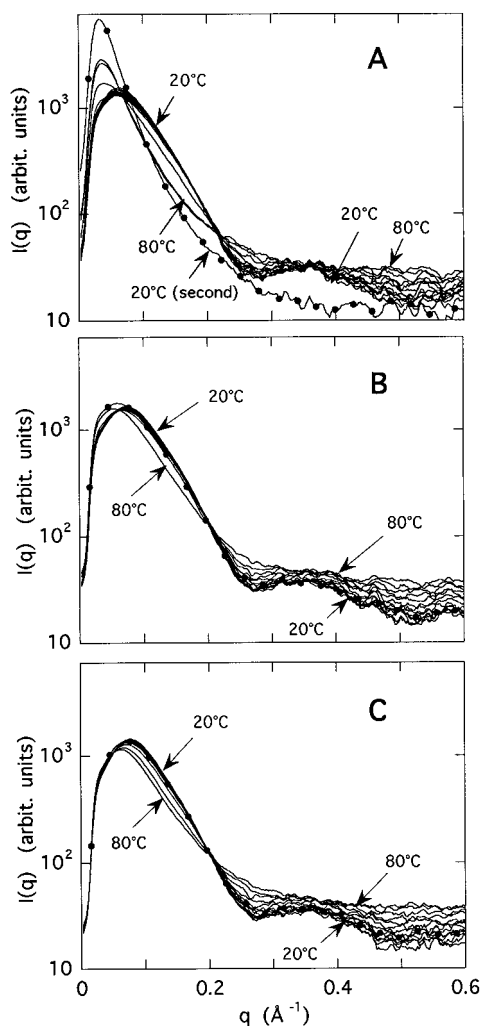 A
I(q) (arbit. units)
10³
10²
10
20°C
80°C
20°C (second)
20°C
80°C
B
I(q) (arbit. units)
10³
10²
10
20°C
80°C
80°C
20°C
C
I(q) (arbit. units)
10³
10²
10
20°C
80°C
80°C
20°C
0
0.2
0.4
0.6
q (Å⁻¹)